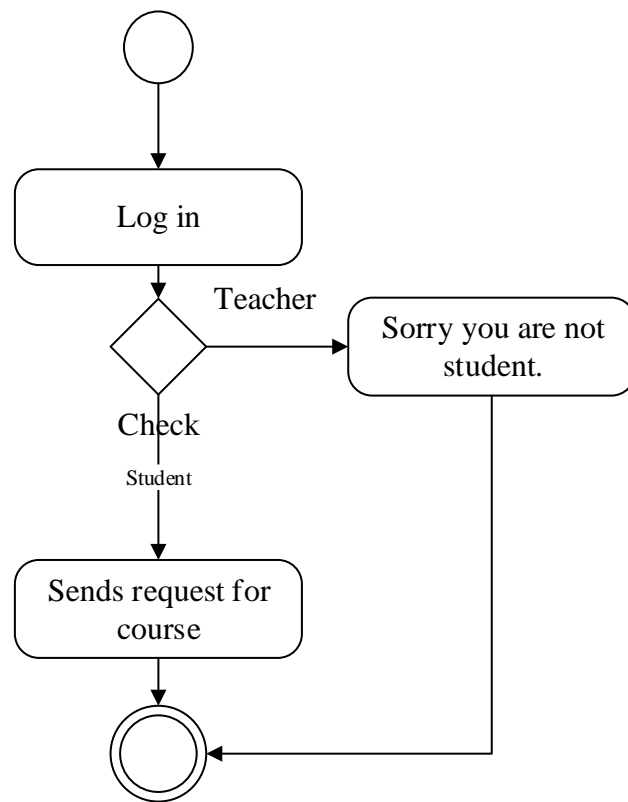 Log in
Teacher
Sorry you are not
student.
Check
Student
Sends request for
course